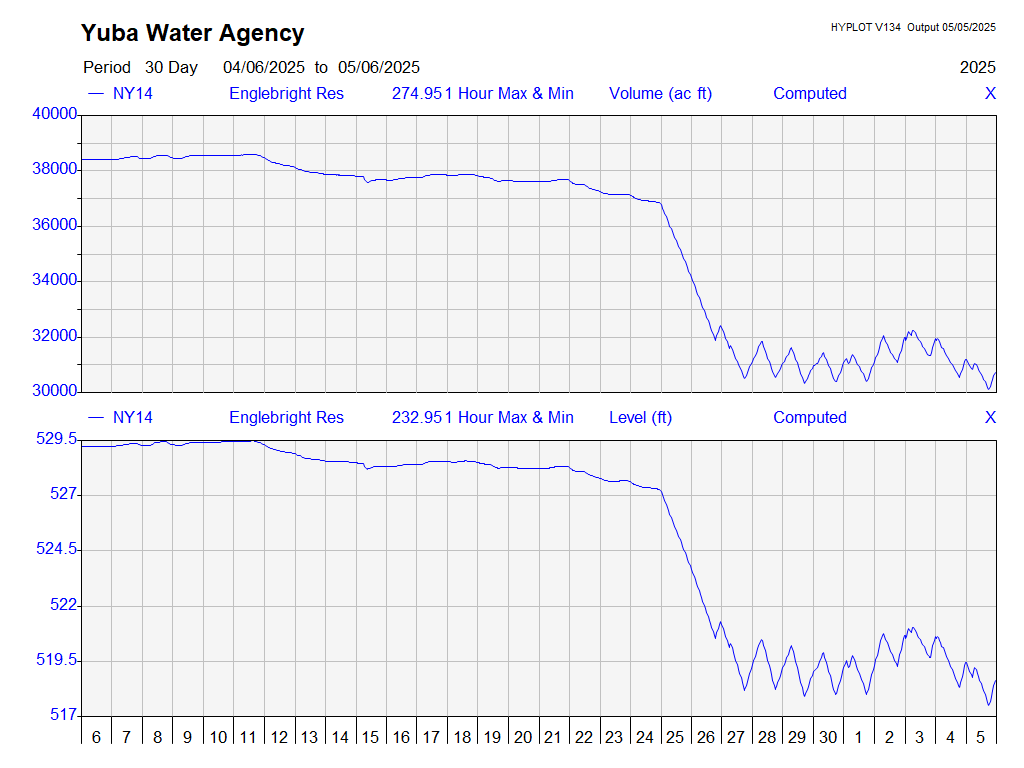 Yuba Water Agency
HYPLOT V134 Output 05/05/2025
Period 30 Day 04/06/2025 to 05/06/2025 2025
NY14 Englebright Res 274.951 Hour Max & Min Volume (ac ft) Computed X
40000
38000
36000
34000
32000
30000
NY14 Englebright Res 232.951 Hour Max & Min Level (ft) Computed X
529.5
527
524.5
522
519.5
517
6 7 8 9 10 11 12 13 14 15 16 17 18 19 20 21 22 23 24 25 26 27 28 29 30 1 2 3 4 5